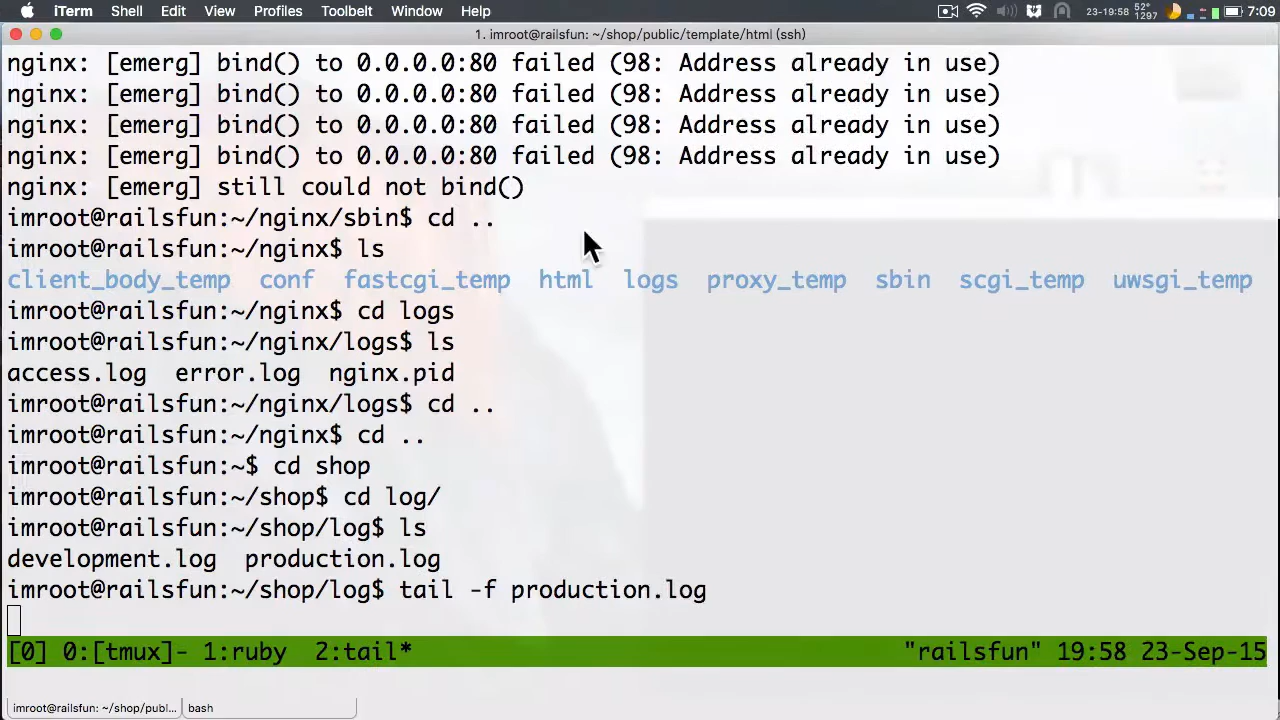 iTerm Shell Edit View Profiles Toolbelt Window Help 23-19:58 52° 1297 7:09
1. imroot@railsfun: ~/shop/public/template/html (ssh)
nginx: [emerg] bind() to 0.0.0.0:80 failed (98: Address already in use)
nginx: [emerg] bind() to 0.0.0.0:80 failed (98: Address already in use)
nginx: [emerg] bind() to 0.0.0.0:80 failed (98: Address already in use)
nginx: [emerg] bind() to 0.0.0.0:80 failed (98: Address already in use)
nginx: [emerg] still could not bind()
imroot@railsfun:~/nginx/sbin$ cd ..
imroot@railsfun:~/nginx$ ls
client_body_temp  conf  fastcgi_temp  html  logs  proxy_temp  sbin  scgi_temp  uwsgi_temp
imroot@railsfun:~/nginx$ cd logs
imroot@railsfun:~/nginx/logs$ ls
access.log  error.log  nginx.pid
imroot@railsfun:~/nginx/logs$ cd ..
imroot@railsfun:~/nginx$ cd ..
imroot@railsfun:~$ cd shop
imroot@railsfun:~/shop$ cd log/
imroot@railsfun:~/shop/log$ ls
development.log  production.log
imroot@railsfun:~/shop/log$ tail -f production.log
[0] 0:[tmux]- 1:ruby  2:tail* "railsfun" 19:58 23-Sep-15
imroot@railsfun: ~/shop/publ... bash